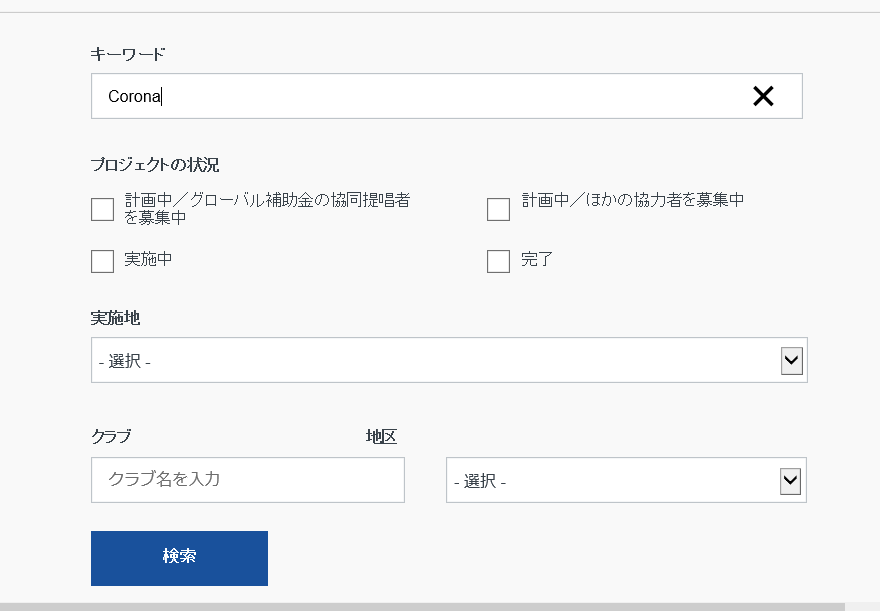 キーワード
Corona
プロジェクトの状況
計画中／グローバル補助金の協同提唱者
を募集中
計画中／ほかの協力者を募集中
実施中
完了
実施地
- 選択 -
クラブ
地区
クラブ名を入力
- 選択 -
検索